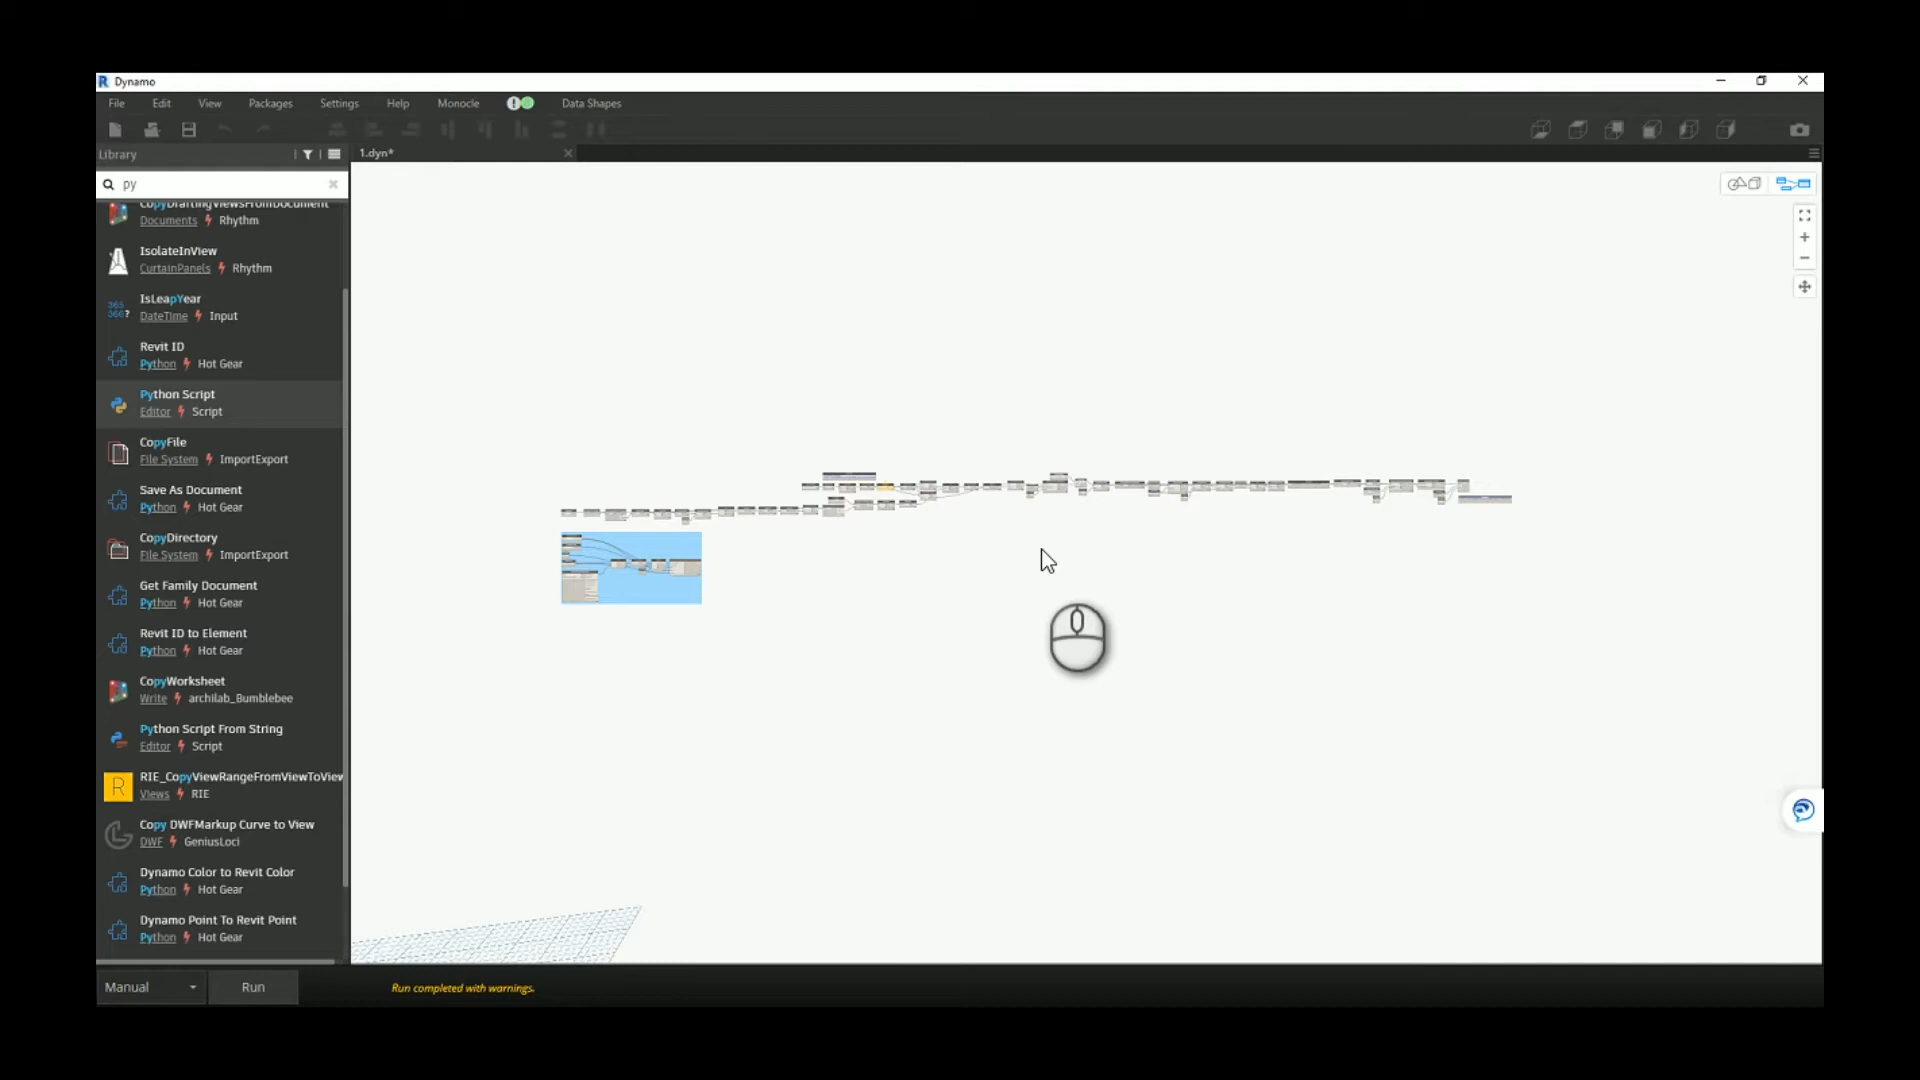 Dynamo
File Edit View Packages Settings Help Monocle Data Shapes
Library
1.dyn*
py
CopyDraftingViewsFromDocument
Documents Rhythm
IsolateInView
CurtainPanels Rhythm
365
366?
IsLeapYear
DateTime Input
Revit ID
Python Hot Gear
Python Script
Editor Script
CopyFile
File System ImportExport
Save As Document
Python Hot Gear
CopyDirectory
File System ImportExport
Get Family Document
Python Hot Gear
Revit ID to Element
Python Hot Gear
CopyWorksheet
Write archilab_Bumblebee
Python Script From String
Editor Script
R
RIE_CopyViewRangeFromViewToView
Views RIE
Copy DWFMarkup Curve to View
DWF GeniusLoci
Dynamo Color to Revit Color
Python Hot Gear
Dynamo Point To Revit Point
Python Hot Gear
Manual Run Run completed with warnings.